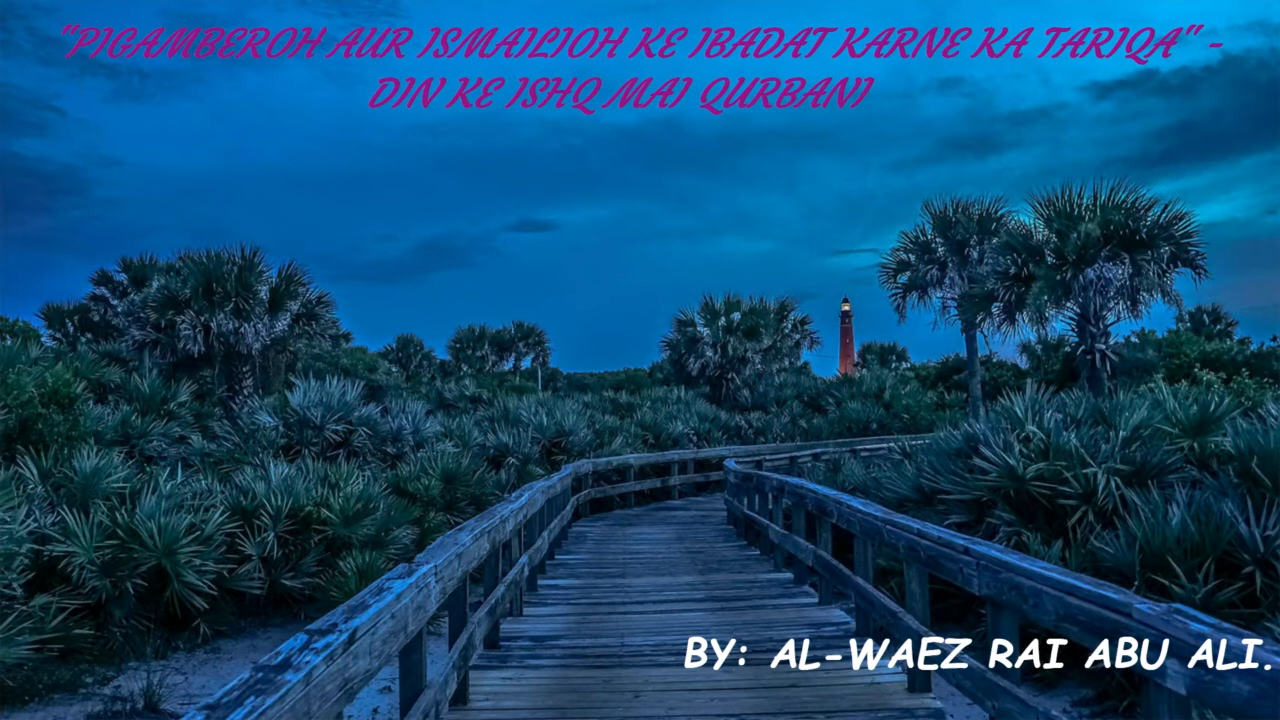 "PIGAMBEROH AUR ISMAILIOH KE IBADAT KARNE KA TARIQA" -
DIN KE ISHQ MAI QURBANI
BY: AL-WAEZ RAI ABU ALI.